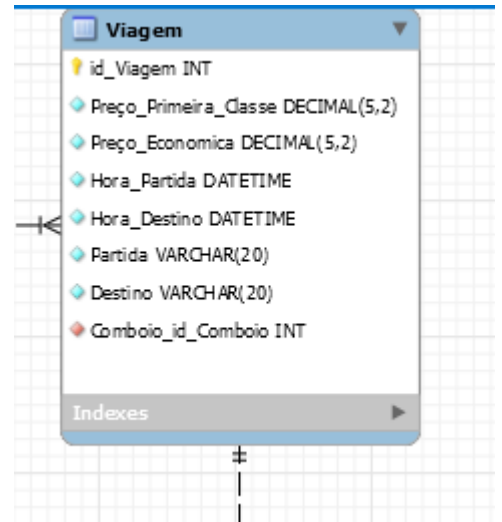 Viagem
id_Viagem INT
Preço_Primeira_Classe DECIMAL(5,2)
Preço_Economica DECIMAL(5,2)
Hora_Partida DATETIME
Hora_Destino DATETIME
Partida VARCHAR(20)
Destino VARCHAR(20)
Comboio_id_Comboio INT
Indexes